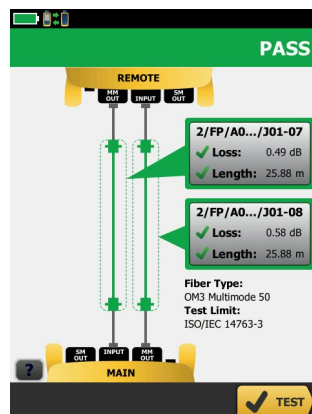 PASS
REMOTE
MM OUT INPUT SM OUT
2/FP/A0.../J01-07
Loss: 0.49 dB
Length: 25.88 m
2/FP/A0.../J01-08
Loss: 0.58 dB
Length: 25.88 m
Fiber Type:
OM3 Multimode 50
Test Limit:
ISO/IEC 14763-3
SM OUT INPUT MM OUT
MAIN
?
TEST